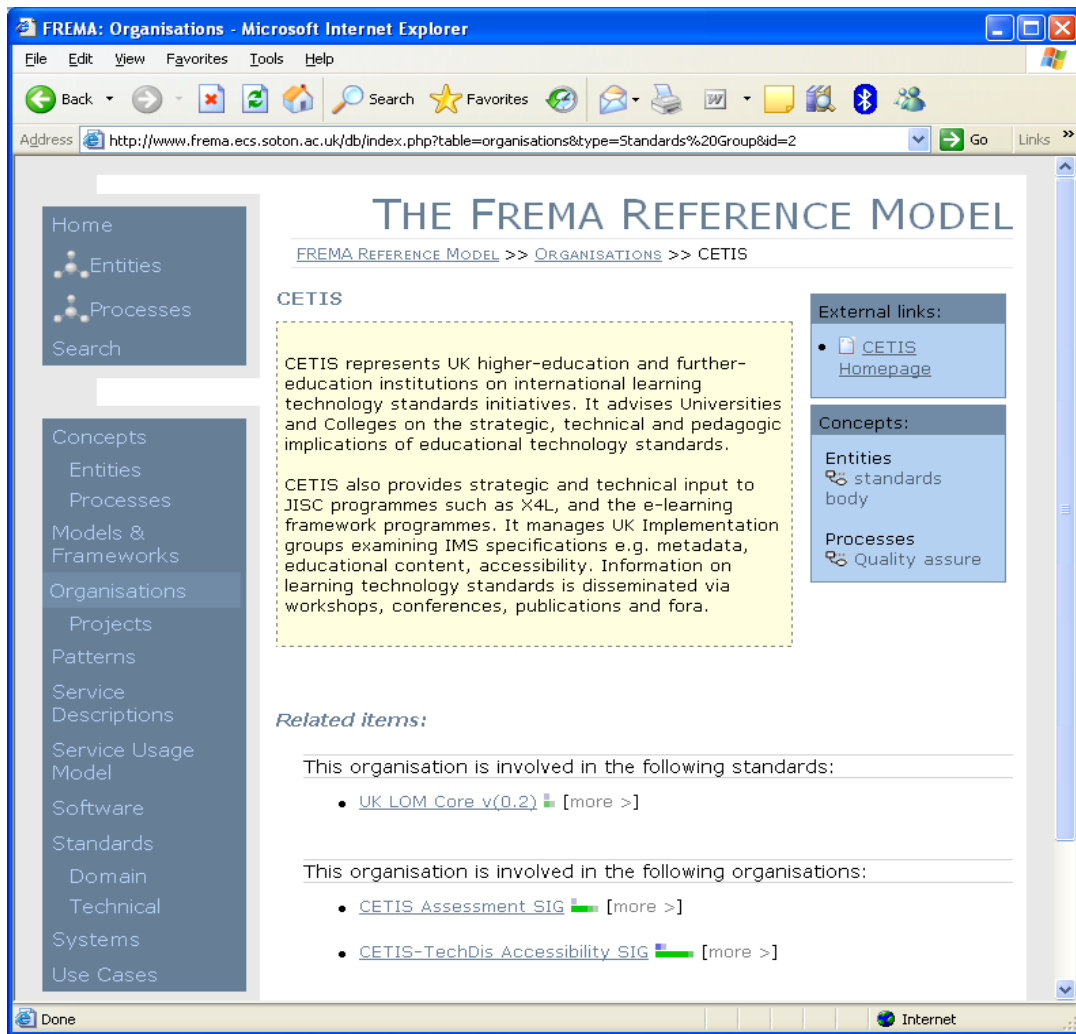 FREMA: Organisations - Microsoft Internet Explorer
File Edit View Favorites Tools Help
Back Search Favorites
Address http://www.frema.ecs.soton.ac.uk/db/index.php?table=organisations&type=Standards%20Group&id=2 Go Links »
Home
Entities
Processes
Search
Concepts
Entities
Processes
Models &
Frameworks
Organisations
Projects
Patterns
Service
Descriptions
Service Usage
Model
Software
Standards
Domain
Technical
Systems
Use Cases
THE FREMA REFERENCE MODEL
FREMA REFERENCE MODEL >> ORGANISATIONS >> CETIS
CETIS
CETIS represents UK higher-education and further-
education institutions on international learning
technology standards initiatives. It advises Universities
and Colleges on the strategic, technical and pedagogic
implications of educational technology standards.
CETIS also provides strategic and technical input to
JISC programmes such as X4L, and the e-learning
framework programmes. It manages UK Implementation
groups examining IMS specifications e.g. metadata,
educational content, accessibility. Information on
learning technology standards is disseminated via
workshops, conferences, publications and fora.
External links:
• CETIS
Homepage
Concepts:
Entities
standards
body
Processes
Quality assure
Related items:
This organisation is involved in the following standards:
• UK LOM Core v(0.2) [more >]
This organisation is involved in the following organisations:
• CETIS Assessment SIG [more >]
• CETIS-TechDis Accessibility SIG [more >]
Done Internet